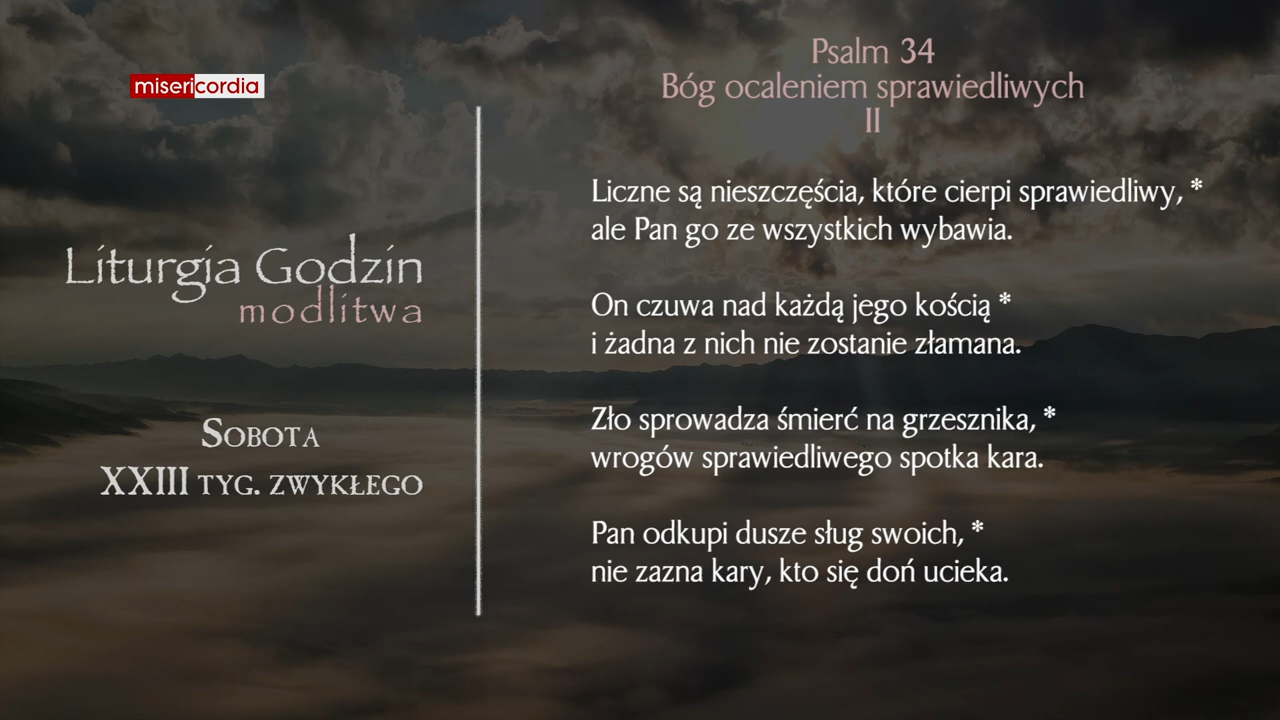 misericordia
Liturgia Godzin
modlitwa
Sobota
XXIII tyg. zwykłego
Psalm 34
Bóg ocaleniem sprawiedliwych
II
Liczne są nieszczęścia, które cierpi sprawiedliwy, *
ale Pan go ze wszystkich wybawia.
On czuwa nad każdą jego kością *
i żadna z nich nie zostanie złamana.
Zło sprowadza śmierć na grzesznika, *
wrogów sprawiedliwego spotka kara.
Pan odkupi dusze sług swoich, *
nie zazna kary, kto się doń ucieka.